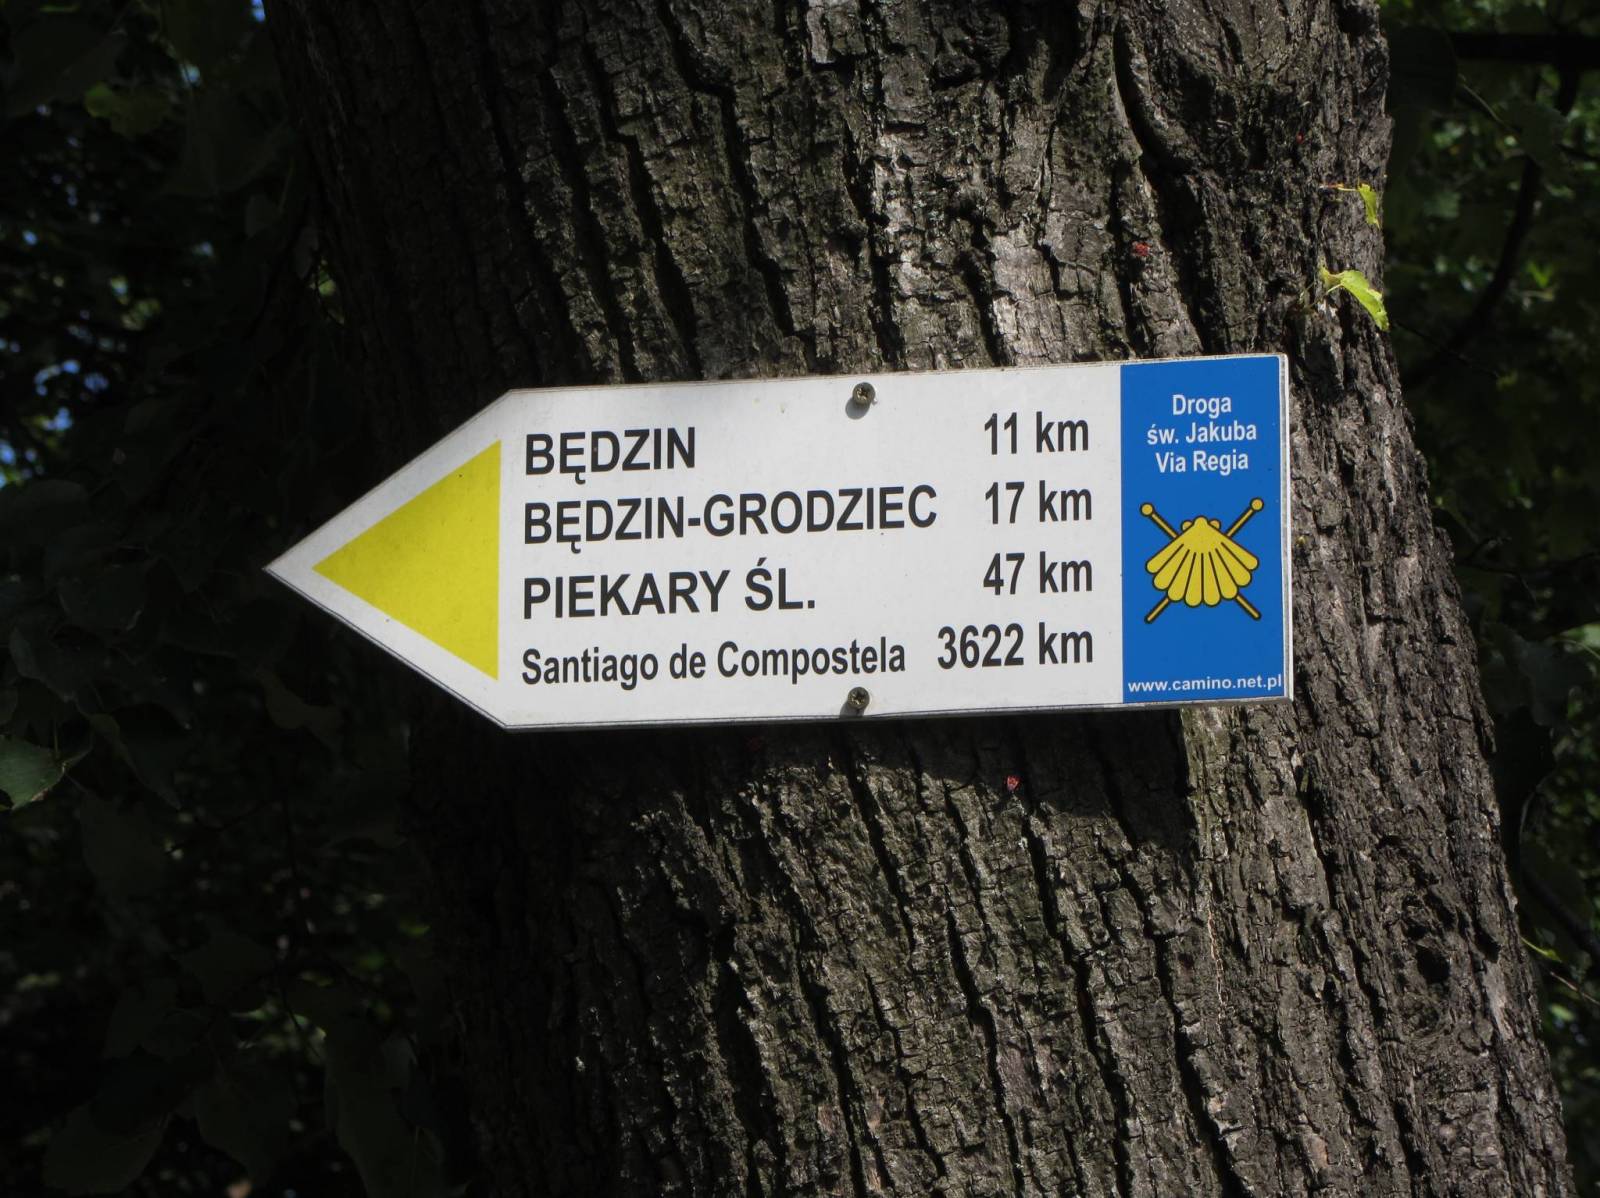 BĘDZIN 11 km
BĘDZIN-GRODZIEC 17 km
PIEKARY ŚL. 47 km
Santiago de Compostela 3622 km
Droga
św. Jakuba
Via Regia
www.camino.net.pl